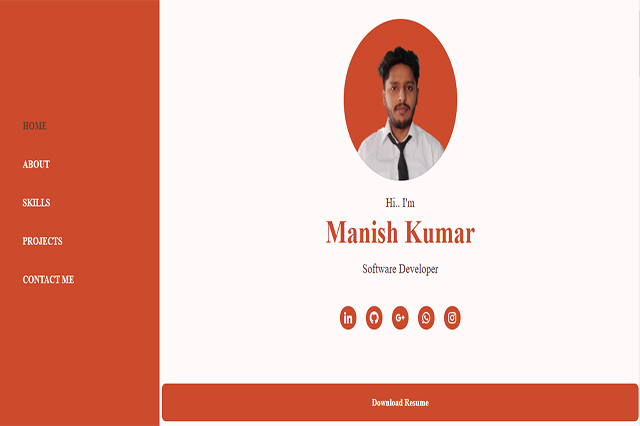 HOME
ABOUT
SKILLS
PROJECTS
CONTACT ME
Hi.. I'm
Manish Kumar
Software Developer
in
G+
Download Resume